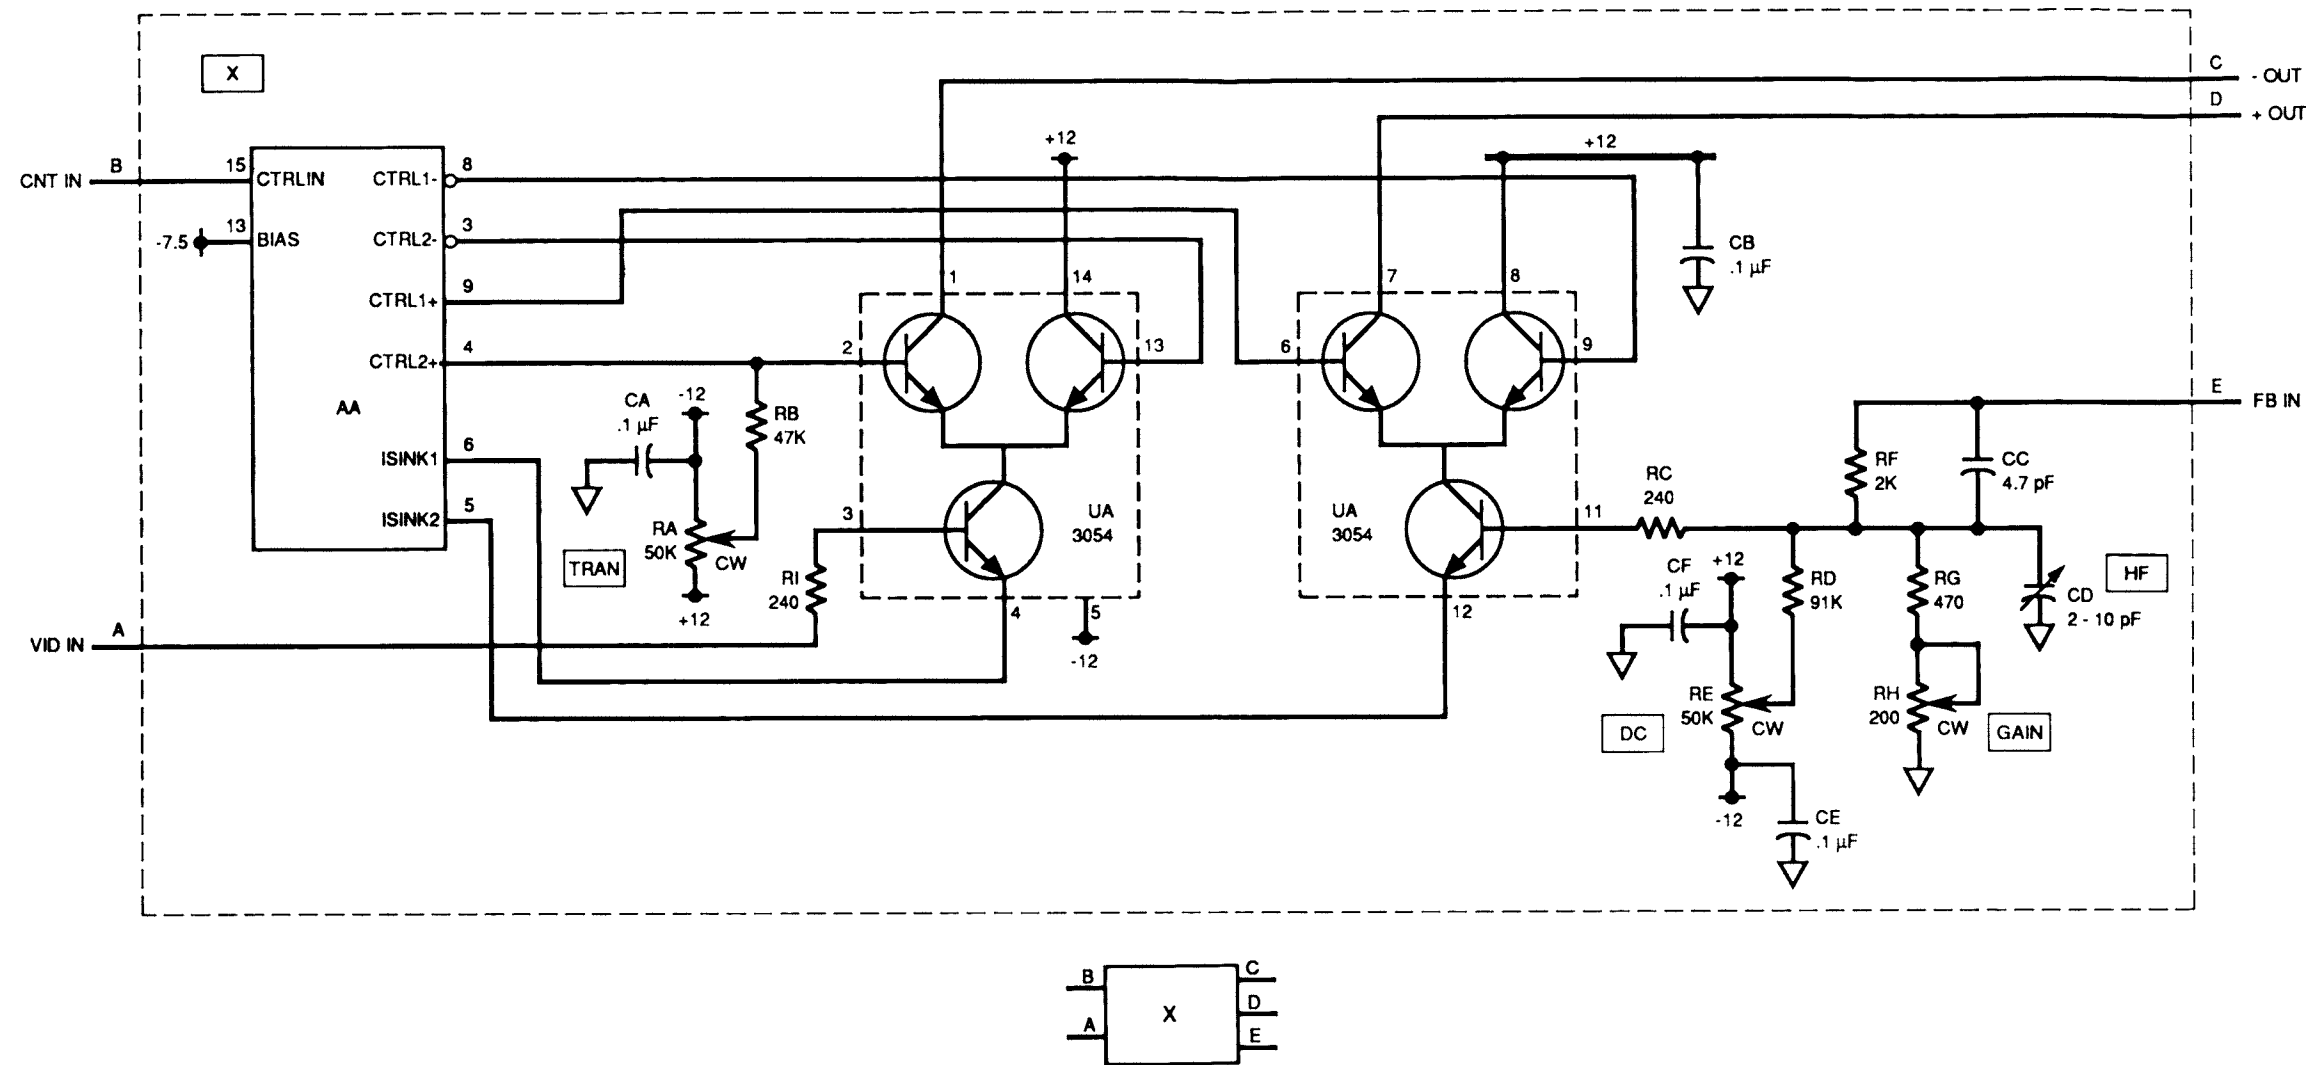 X
C
- OUT
D
+ OUT
+12
+12
CNT IN
B
15
CTRLIN
CTRL1-
8
-7.5
13
BIAS
CTRL2-
3
CTRL1+
9
CTRL2+
4
AA
ISINK1
6
ISINK2
5
1
14
2
13
7
8
6
9
CB
.1 µF
CA
.1 µF
-12
RB
47K
RA
50K
CW
TRAN
+12
RI
240
3
UA
3054
4
5
-12
VID IN
A
UA
3054
11
12
RC
240
E
FB IN
RF
2K
CC
4.7 pF
CF
.1 µF
+12
RD
91K
RG
470
HF
CD
2 - 10 pF
RE
50K
CW
DC
RH
200
CW
GAIN
-12
CE
.1 µF
B
A
X
C
D
E